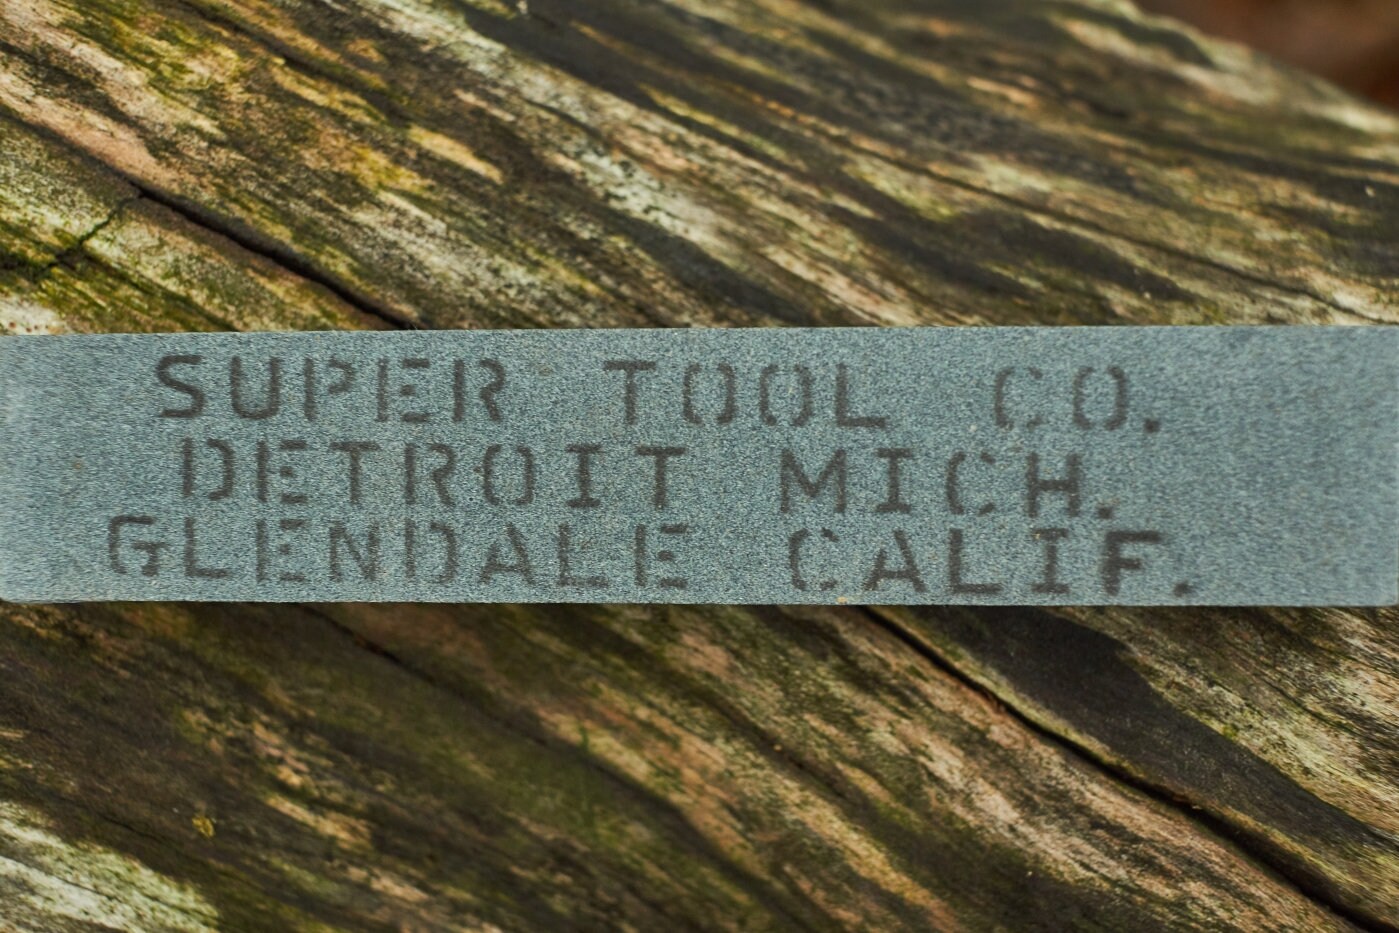 SUPER TOOL CO.
DETROIT MICH.
GLENDALE CALIF.